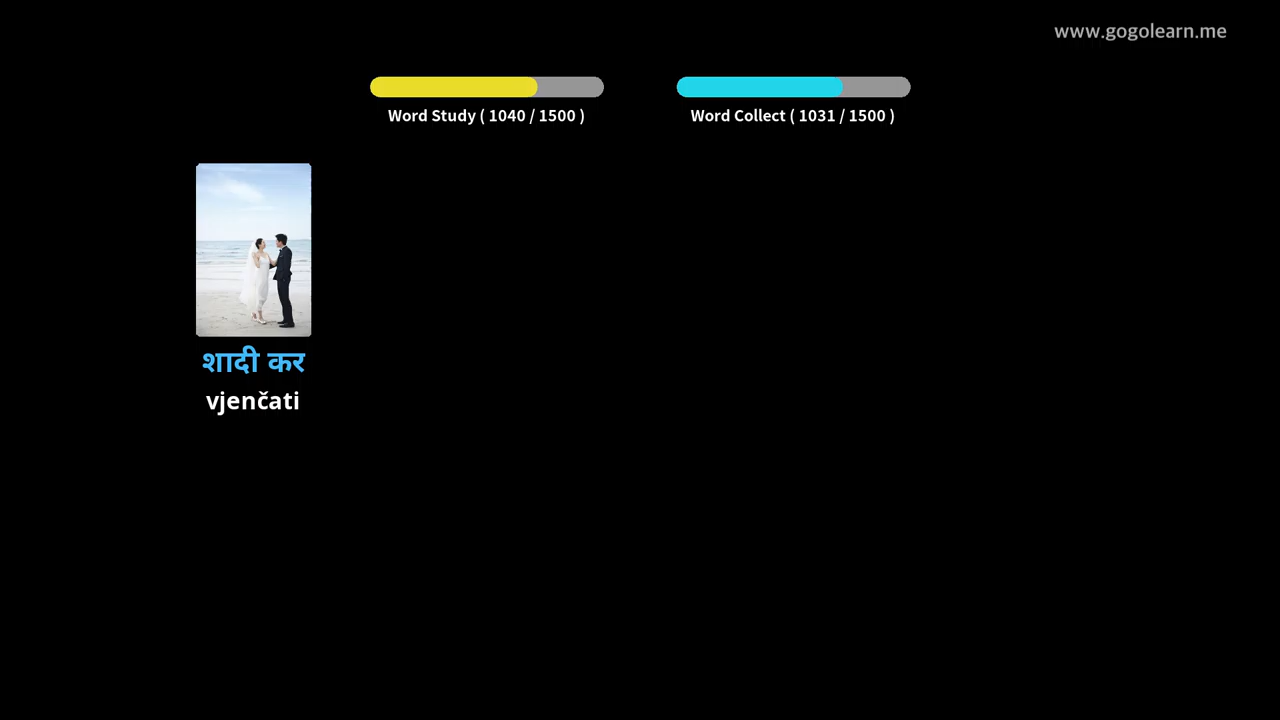 www.gogolearn.me
Word Study ( 1040 / 1500 )
Word Collect ( 1031 / 1500 )
शादी कर
vjenčati